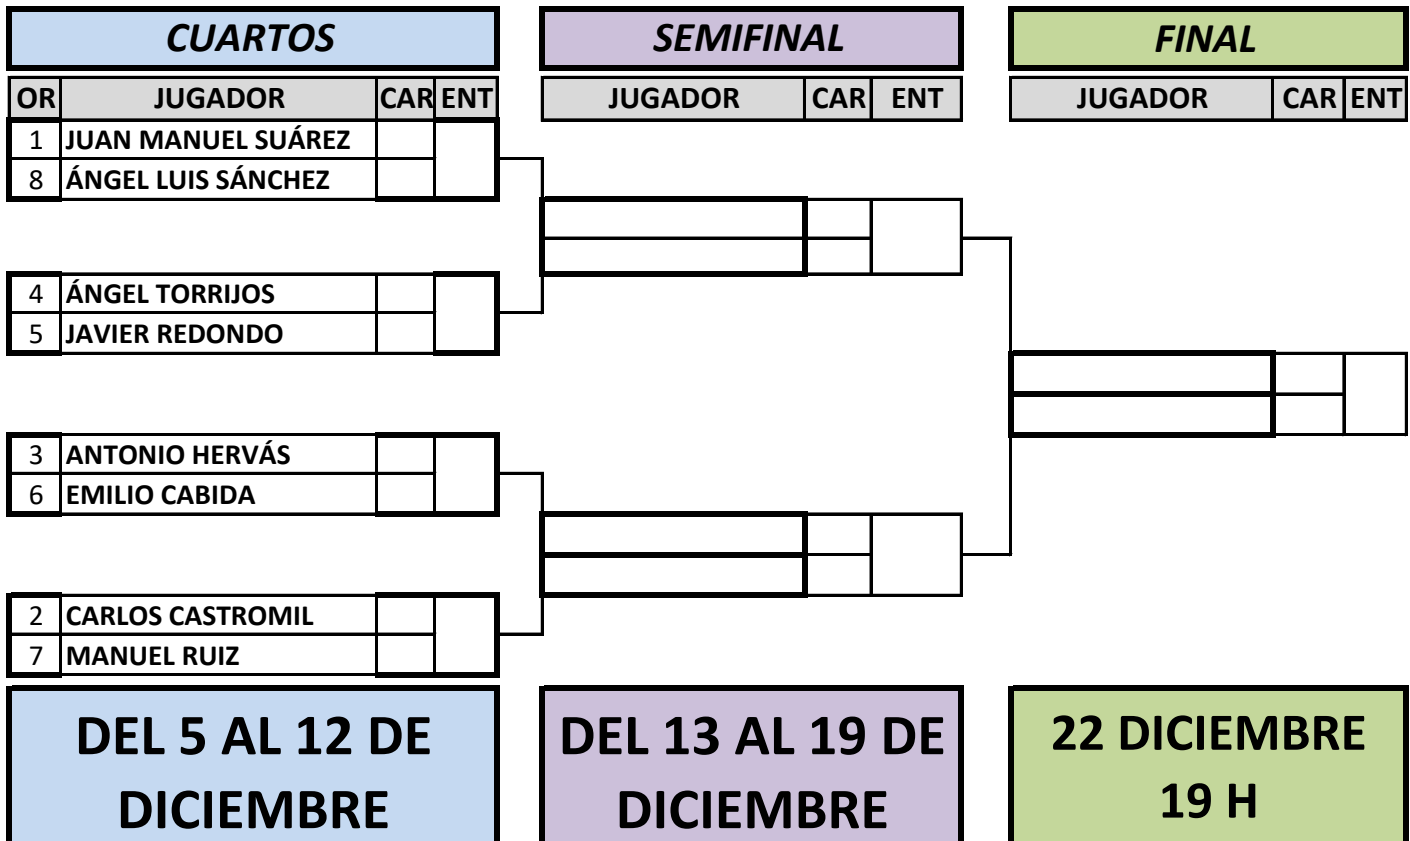 CUARTOS SEMIFINAL FINAL
OR JUGADOR CAR ENT JUGADOR CAR ENT JUGADOR CAR ENT
1 JUAN MANUEL SUÁREZ
8 ÁNGEL LUIS SÁNCHEZ
4 ÁNGEL TORRIJOS
5 JAVIER REDONDO
3 ANTONIO HERVÁS
6 EMILIO CABIDA
2 CARLOS CASTROMIL
7 MANUEL RUIZ
DEL 5 AL 12 DE
DICIEMBRE
DEL 13 AL 19 DE
DICIEMBRE
22 DICIEMBRE
19 H